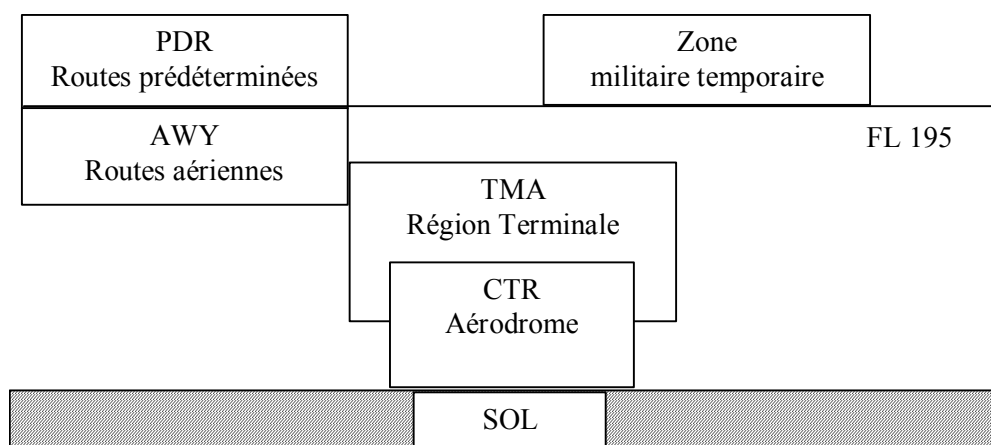 PDR
Routes prédéterminées
Zone
militaire temporaire
AWY
Routes aériennes
FL 195
TMA
Région Terminale
CTR
Aérodrome
SOL